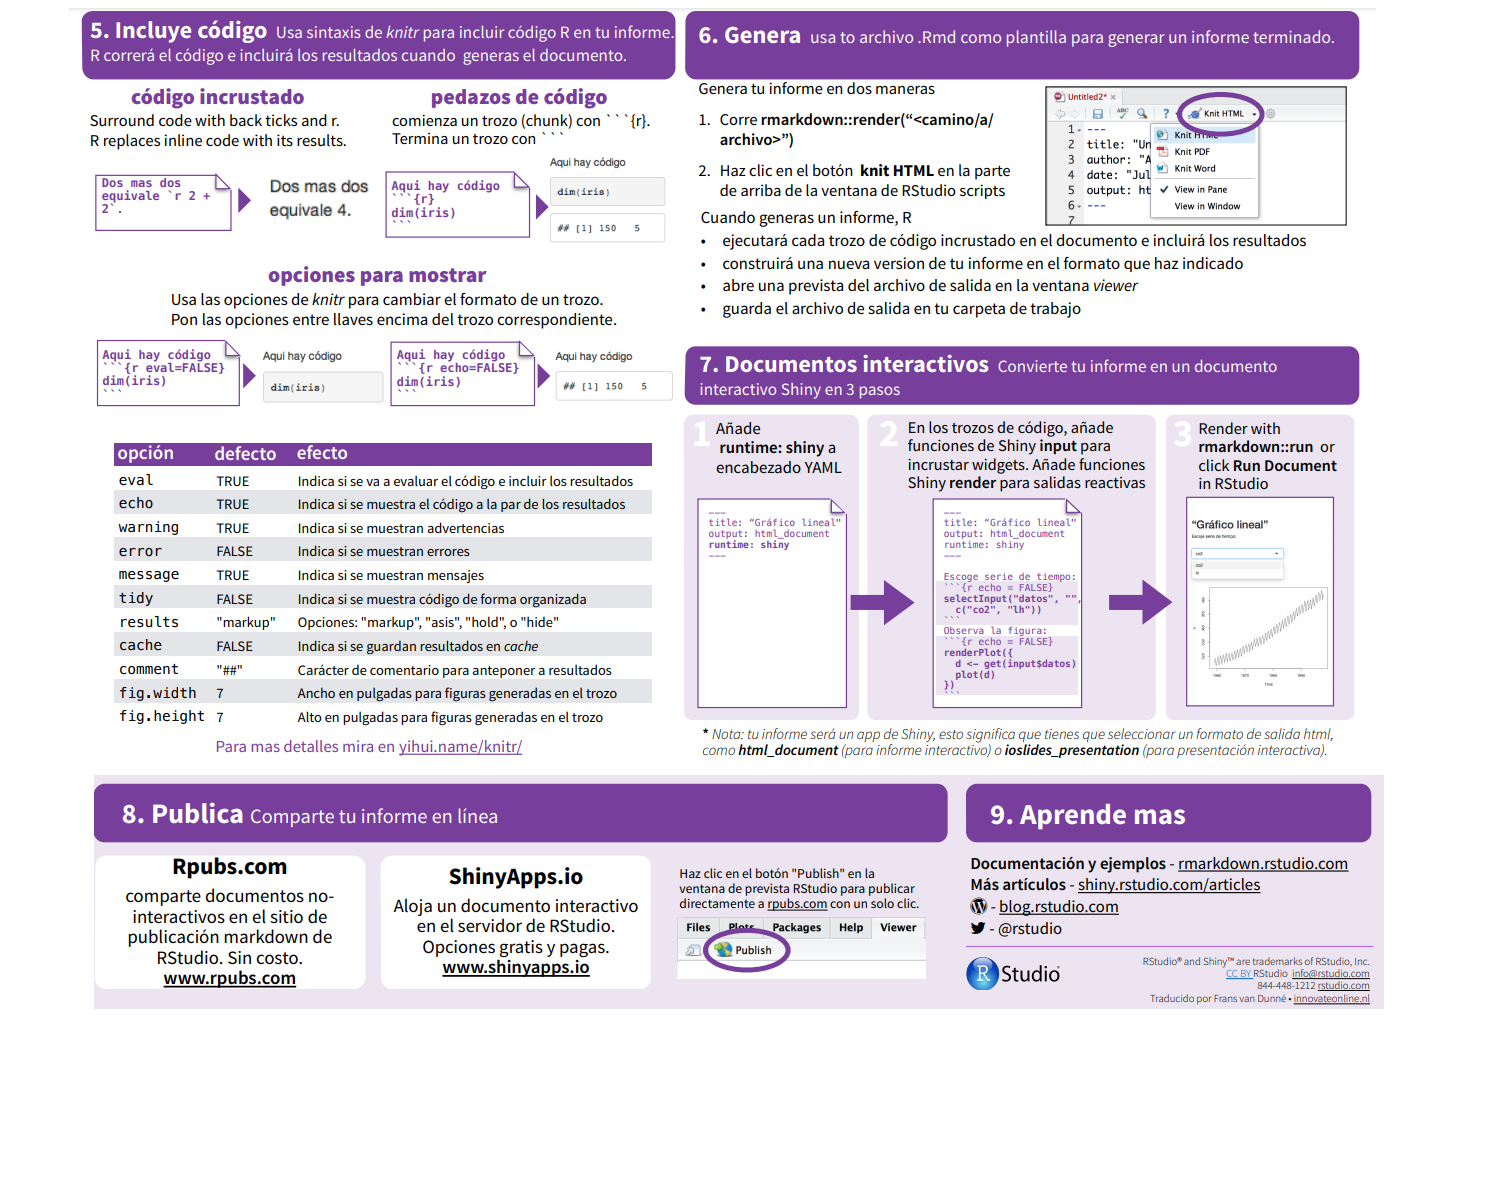 5. Incluye código Usa sintaxis de knitr para incluir código R en tu informe.
R correrá el código e incluirá los resultados cuando generas el documento.
código incrustado
Surround code with back ticks and r.
R replaces inline code with its results.
Dos mas dos
equivale `r 2 +
2`.
Dos mas dos
equivale 4.
pedazos de código
comienza un trozo (chunk) con ```{r}.
Termina un trozo con ```
Aqui hay código
```{r}
dim(iris)
```
Aqui hay código
dim(iris)
## [1] 150 5
opciones para mostrar
Usa las opciones de knitr para cambiar el formato de un trozo.
Pon las opciones entre llaves encima del trozo correspondiente.
Aqui hay código
```{r eval=FALSE}
dim(iris)
```
Aqui hay código
dim(iris)
Aqui hay código
```{r echo=FALSE}
dim(iris)
```
Aqui hay código
## [1] 150 5
opción defecto efecto
eval TRUE Indica si se va a evaluar el código e incluir los resultados
echo TRUE Indica si se muestra el código a la par de los resultados
warning TRUE Indica si se muestran advertencias
error FALSE Indica si se muestran errores
message TRUE Indica si se muestran mensajes
tidy FALSE Indica si se muestra código de forma organizada
results "markup" Opciones: "markup", "asis", "hold", o "hide"
cache FALSE Indica si se guardan resultados en cache
comment "##" Carácter de comentario para anteponer a resultados
fig.width 7 Ancho en pulgadas para figuras generadas en el trozo
fig.height 7 Alto en pulgadas para figuras generadas en el trozo
Para mas detalles mira en yihui.name/knitr/
6. Genera usa to archivo .Rmd como plantilla para generar un informe terminado.
Genera tu informe en dos maneras
1. Corre rmarkdown::render(“<camino/a/
archivo>”)
2. Haz clic en el botón knit HTML en la parte
de arriba de la ventana de RStudio scripts
Cuando generas un informe, R
• ejecutará cada trozo de código incrustado en el documento e incluirá los resultados
• construirá una nueva version de tu informe en el formato que haz indicado
• abre una prevista del archivo de salida en la ventana viewer
• guarda el archivo de salida en tu carpeta de trabajo
Untitled2*
ABC ? Knit HTML
1 ---
2 title: "Un
3 author: "A
4 date: "Jul
5 output: ht
6 ---
7
Knit HTML
Knit PDF
Knit Word
View in Pane
View in Window
7. Documentos interactivos Convierte tu informe en un documento
interactivo Shiny en 3 pasos
1 Añade
runtime: shiny a
encabezado YAML
---
title: “Gráfico lineal"
output: html_document
runtime: shiny
---
2 En los trozos de código, añade
funciones de Shiny input para
incrustar widgets. Añade funciones
Shiny render para salidas reactivas
---
title: “Gráfico lineal"
output: html_document
runtime: shiny
---
Escoge serie de tiempo:
```{r echo = FALSE}
selectInput("datos", "",
c("co2", "lh"))
```
Observa la figura:
```{r echo = FALSE}
renderPlot({
d <- get(input$datos)
plot(d)
})
```
3 Render with
rmarkdown::run or
click Run Document
in RStudio
“Gráfico lineal”
Escoje serie de tiempo:
co2
co2
lh
1960 1970 1980 1990
Time
* Nota: tu informe será un app de Shiny, esto significa que tienes que seleccionar un formato de salida html,
como html_document (para informe interactivo) o ioslides_presentation (para presentación interactiva).
8. Publica Comparte tu informe en línea
Rpubs.com
comparte documentos no-
interactivos en el sitio de
publicación markdown de
RStudio. Sin costo.
www.rpubs.com
ShinyApps.io
Aloja un documento interactivo
en el servidor de RStudio.
Opciones gratis y pagas.
www.shinyapps.io
Haz clic en el botón "Publish" en la
ventana de prevista RStudio para publicar
directamente a rpubs.com con un solo clic.
Files Plots Packages Help Viewer
Publish
9. Aprende mas
Documentación y ejemplos - rmarkdown.rstudio.com
Más artículos - shiny.rstudio.com/articles
- blog.rstudio.com
- @rstudio
R Studio
RStudio® and Shiny™ are trademarks of RStudio, Inc.
CC BY RStudio info@rstudio.com
844-448-1212 rstudio.com
Traducido por Frans van Dunné • innovateonline.nl